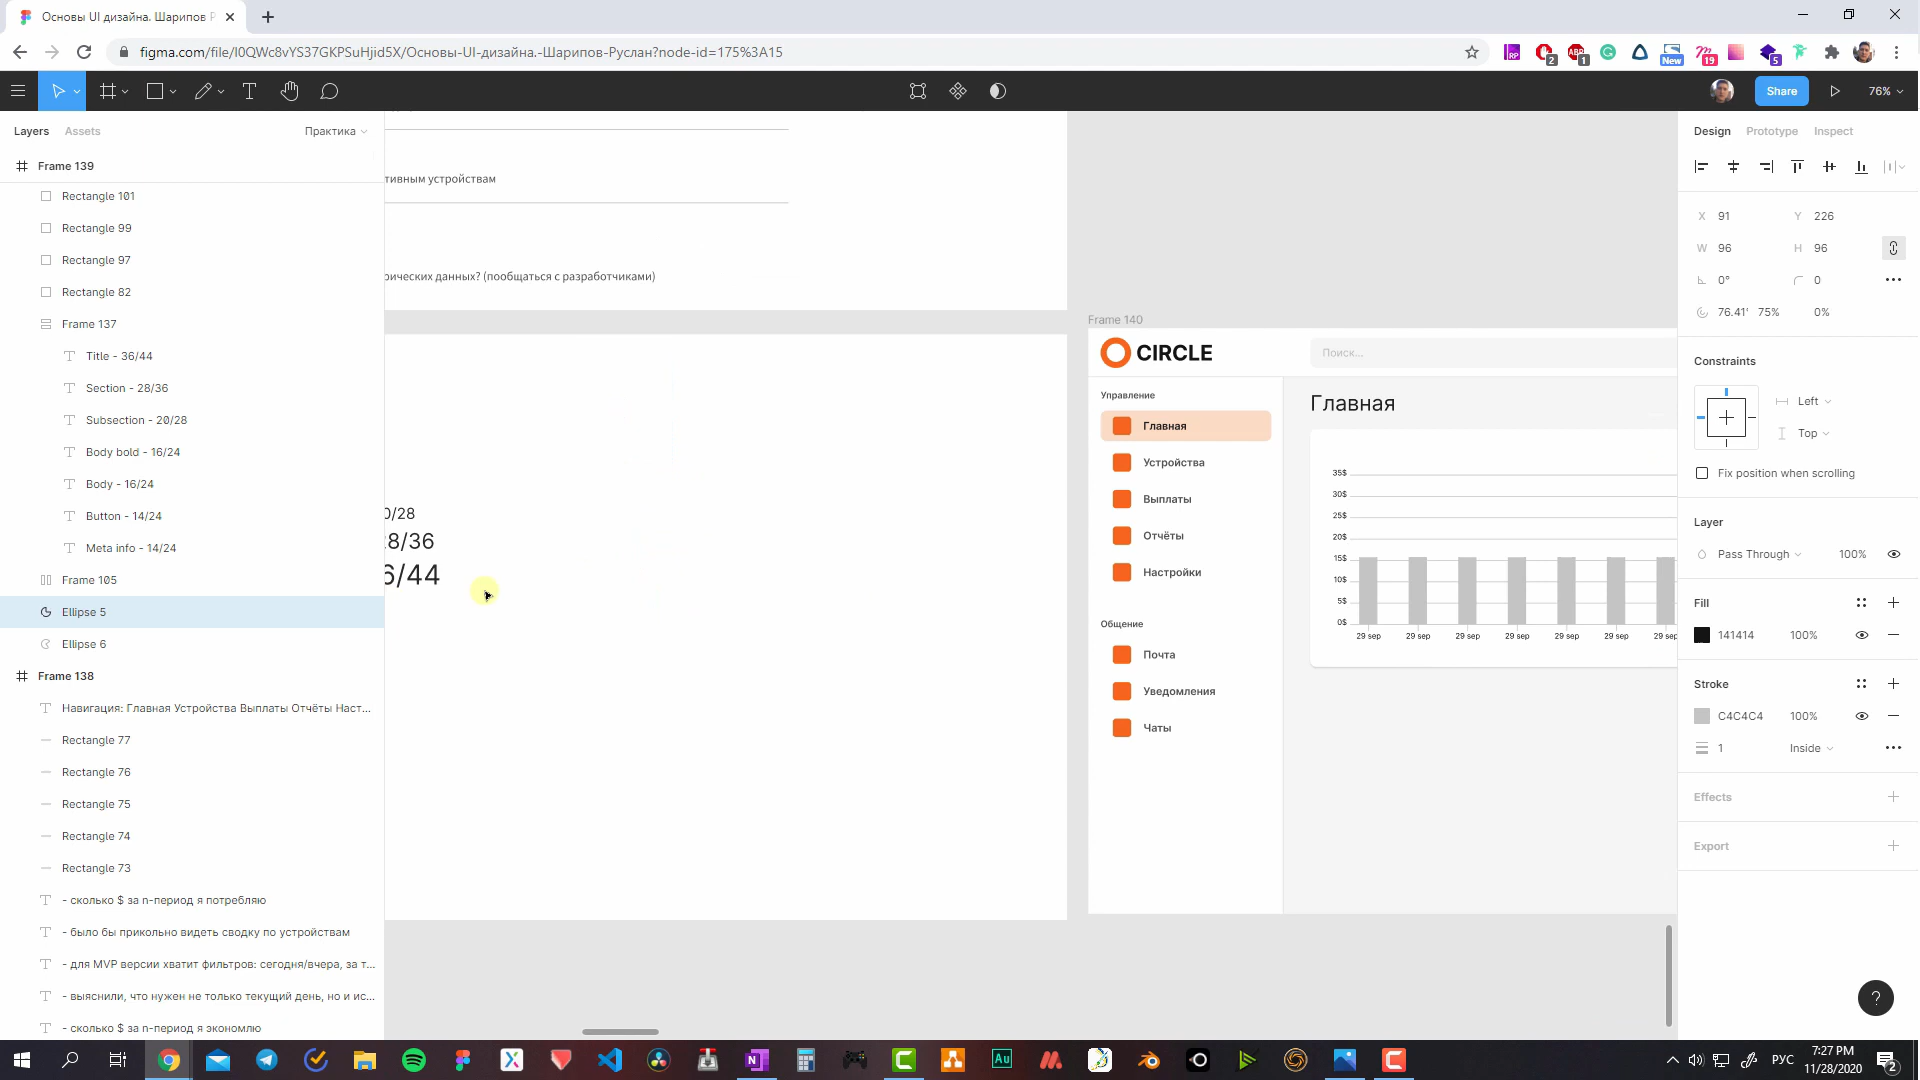 Основы UI дизайна. Шарипов Р
figma.com/file/I0QWc8vYS37GKPSuHjid5X/Основы-UI-дизайна.-Шарипов-Руслан?node-id=175%3A15
2
1
New
19
5
Share
76%
Layers
Assets
Практика
Frame 139
Rectangle 101
Rectangle 99
Rectangle 97
Rectangle 82
Frame 137
Title - 36/44
Section - 28/36
Subsection - 20/28
Body bold - 16/24
Body - 16/24
Button - 14/24
Meta info - 14/24
Frame 105
Ellipse 5
Ellipse 6
Frame 138
Навигация: Главная Устройства Выплаты Отчёты Наст...
Rectangle 77
Rectangle 76
Rectangle 75
Rectangle 74
Rectangle 73
- сколько $ за n-период я потребляю
- было бы прикольно видеть сводку по устройствам
- для MVP версии хватит фильтров: сегодня/вчера, за т...
- выяснили, что нужен не только текущий день, но и ис...
- сколько $ за n-период я экономлю
тивным устройствам
рических данных? (пообщаться с разработчиками)
0/28
28/36
6/44
Frame 140
CIRCLE
Поиск...
Управление
Главная
Устройства
Выплаты
Отчёты
Настройки
Общение
Почта
Уведомления
Чаты
Главная
35$
30$
25$
20$
15$
10$
5$
0$
29 sep
29 sep
29 sep
29 sep
29 sep
29 sep
29 sep
Design
Prototype
Inspect
X 91
Y 226
W 96
H 96
0°
0
76.41°
75%
0%
Constraints
Left
Top
Fix position when scrolling
Layer
Pass Through
100%
Fill
141414
100%
Stroke
C4C4C4
100%
1
Inside
Effects
Export
?
РУС
7:27 PM
11/28/2020
2